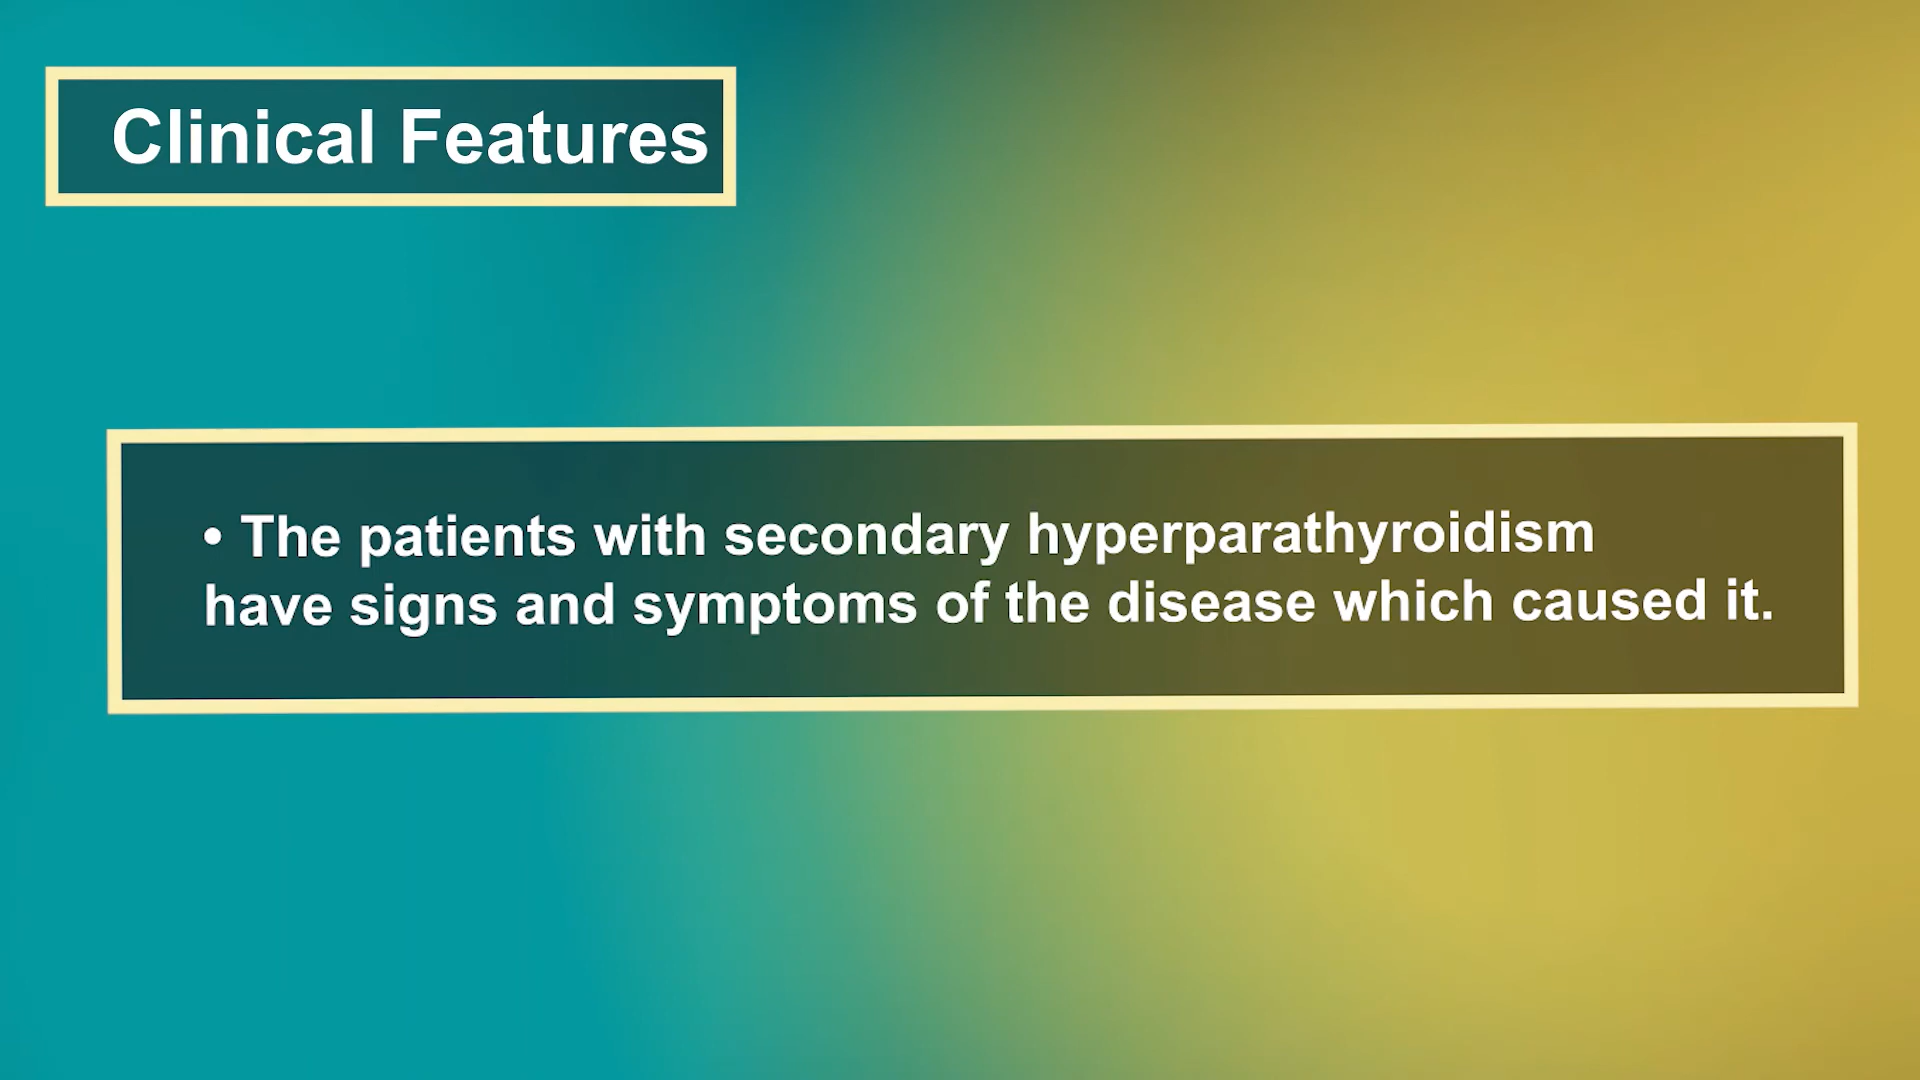 Clinical Features
• The patients with secondary hyperparathyroidism
have signs and symptoms of the disease which caused it.